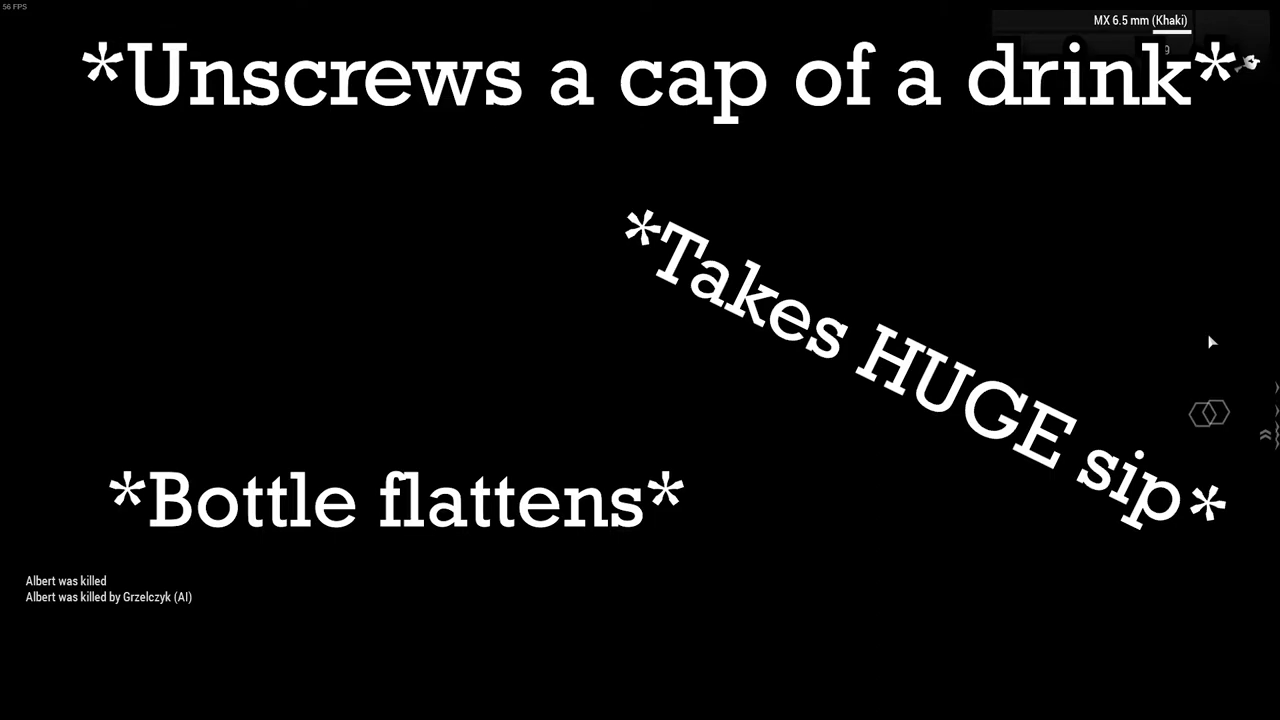 56 FPS
MX 6.5 mm (Khaki)
*Unscrews a cap of a drink*
*Takes HUGE sip*
*Bottle flattens*
Albert was killed
Albert was killed by Grzelczyk (AI)